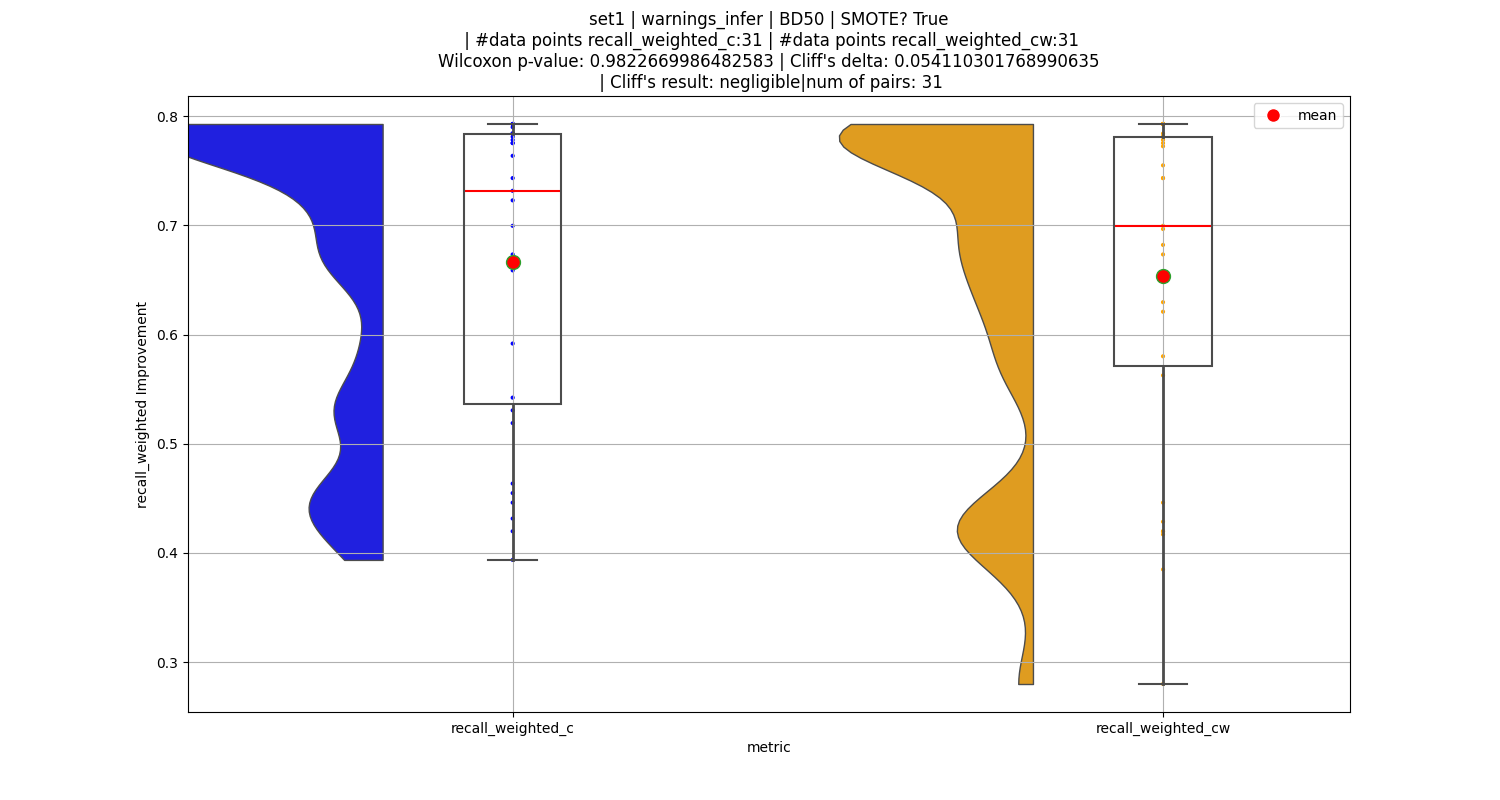 set1 | warnings_infer | BD50 | SMOTE? True
| #data points recall_weighted_c:31 | #data points recall_weighted_cw:31
Wilcoxon p-value: 0.9822669986482583 | Cliff's delta: 0.054110301768990635
| Cliff's result: negligible|num of pairs: 31
mean
0.8
0.7
0.6
0.5
0.4
0.3
recall_weighted Improvement
recall_weighted_c
recall_weighted_cw
metric